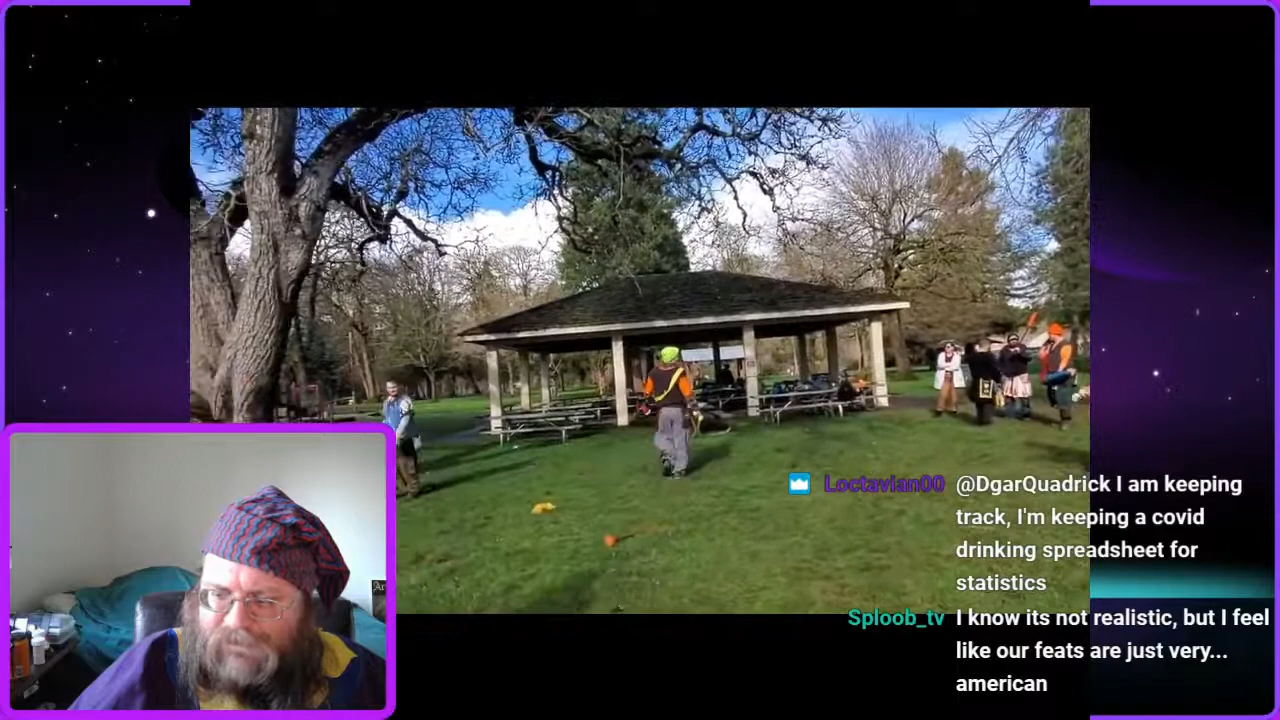 Loctavian00 @DgarQuadrick I am keeping
track, I'm keeping a covid
drinking spreadsheet for
statistics
Sploob_tv I know its not realistic, but I feel
like our feats are just very...
american